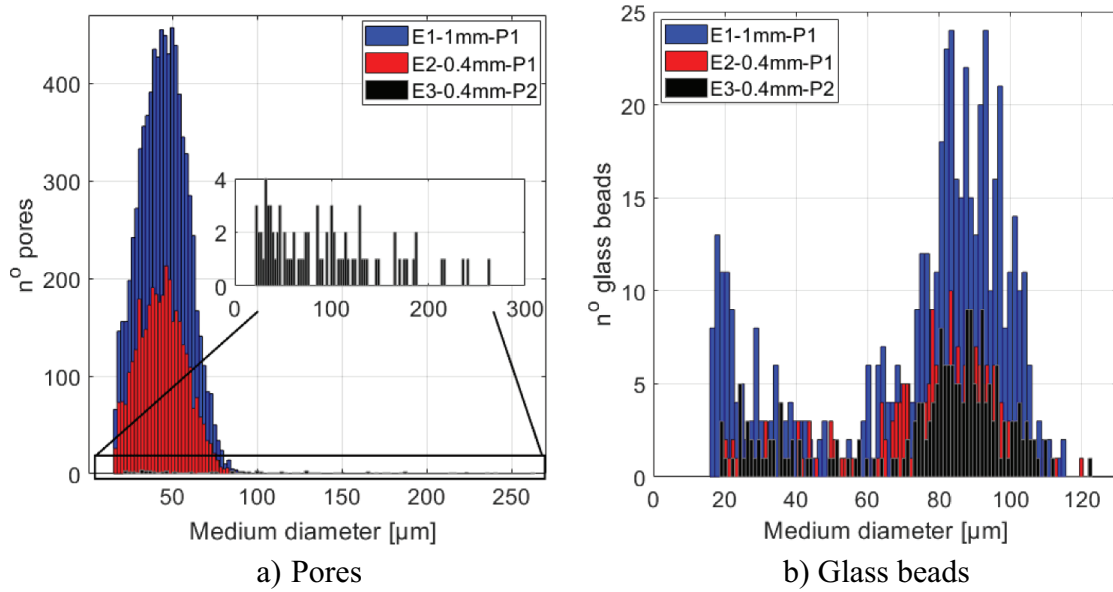 E1-1mm-P1
E2-0.4mm-P1
E3-0.4mm-P2
400
300
200
100
0
nº pores
4
2
0
0 100 200 300
50 100 150 200 250
Medium diameter [µm]
a) Pores
25
20
15
10
5
0
nº glass beads
E1-1mm-P1
E2-0.4mm-P1
E3-0.4mm-P2
0 20 40 60 80 100 120
Medium diameter [µm]
b) Glass beads